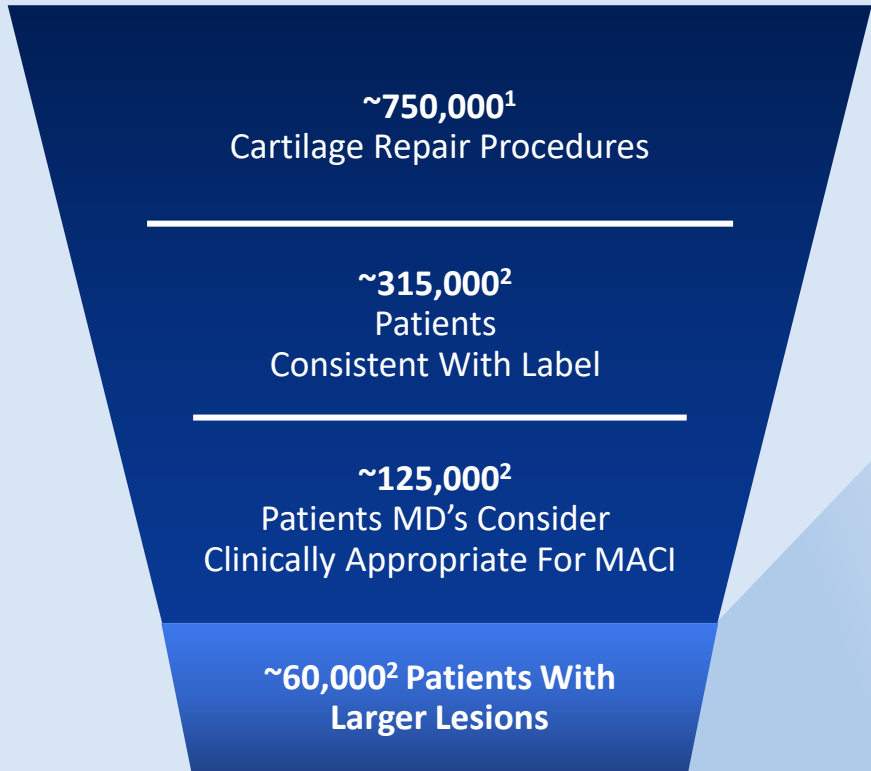 ~750,000¹
Cartilage Repair Procedures
~315,000²
Patients
Consistent With Label
~125,000²
Patients MD’s Consider
Clinically Appropriate For MACI
~60,000² Patients With
Larger Lesions